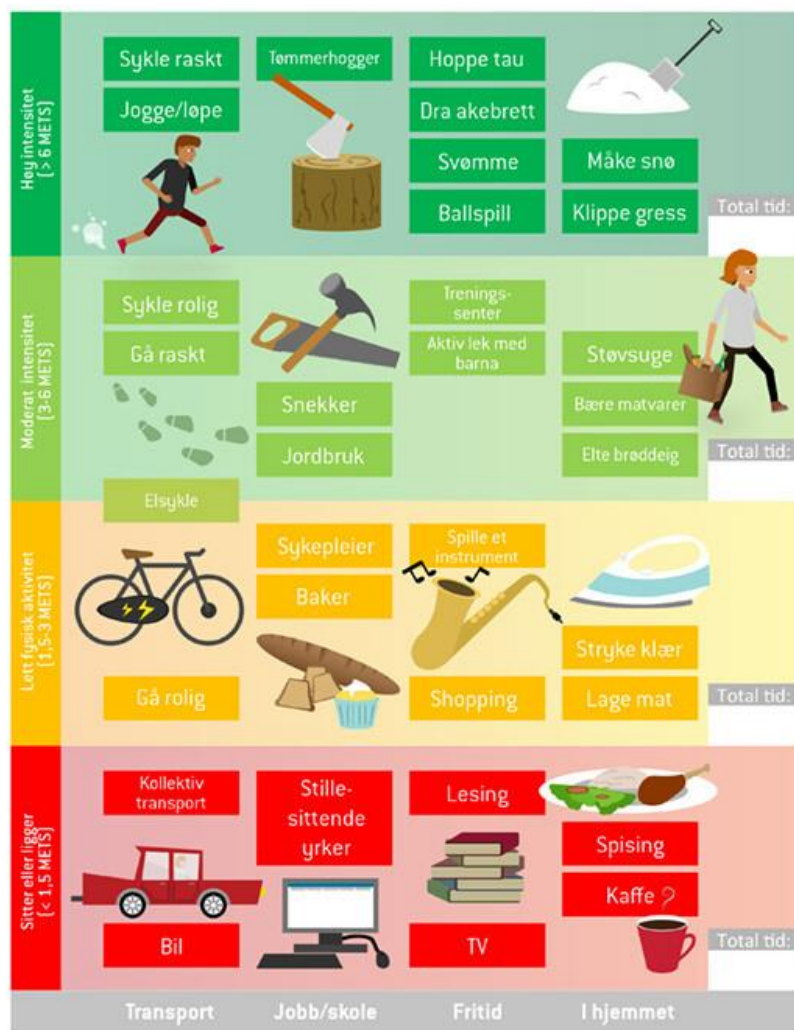 Høy intensitet
[> 6 METS]
Sykle raskt
Tømmerhogger
Hoppe tau
Jogge/løpe
Dra akebrett
Svømme
Måke snø
Ballspill
Klippe gress
Total tid:
Moderat intensitet
[3-6 METS]
Sykle rolig
Trenings-
senter
Gå raskt
Aktiv lek med
barna
Støvsuge
Snekker
Bære matvarer
Jordbruk
Elte brøddeig
Total tid:
Elsykle
Lett fysisk aktivitet
[1,5-3 METS]
Sykepleier
Spille et
instrument
Baker
Stryke klær
Gå rolig
Shopping
Lage mat
Total tid:
Sitter eller ligger
[< 1,5 METS]
Kollektiv
transport
Stille-
sittende
yrker
Lesing
Spising
Kaffe
Bil
TV
Total tid:
Transport
Jobb/skole
Fritid
I hjemmet